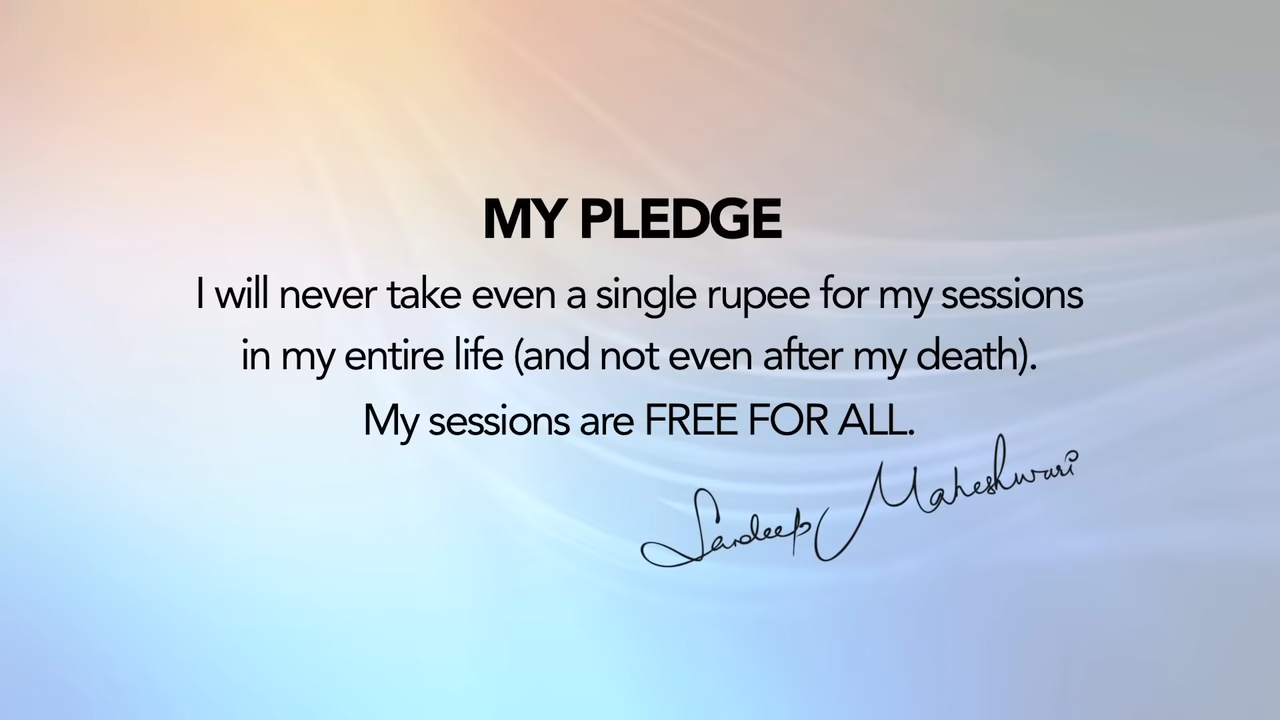 MY PLEDGE
I will never take even a single rupee for my sessions
in my entire life (and not even after my death).
My sessions are FREE FOR ALL.
Sandeep Maheshwari